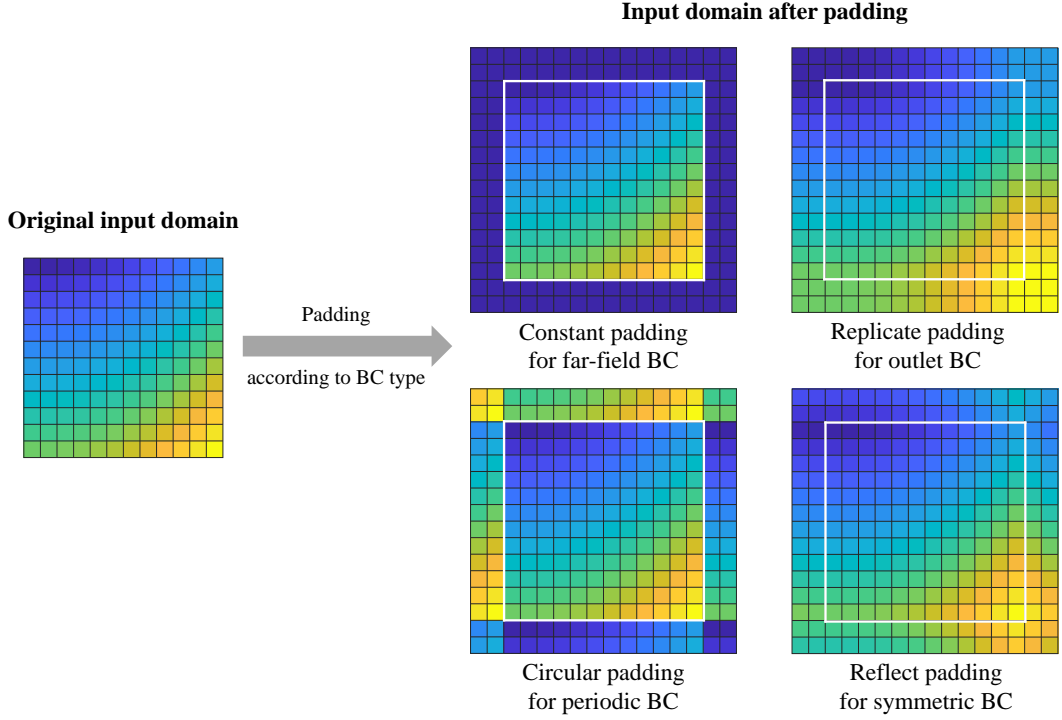 Input domain after padding
Original input domain
Padding
according to BC type
Constant padding
for far-field BC
Replicate padding
for outlet BC
Circular padding
for periodic BC
Reflect padding
for symmetric BC